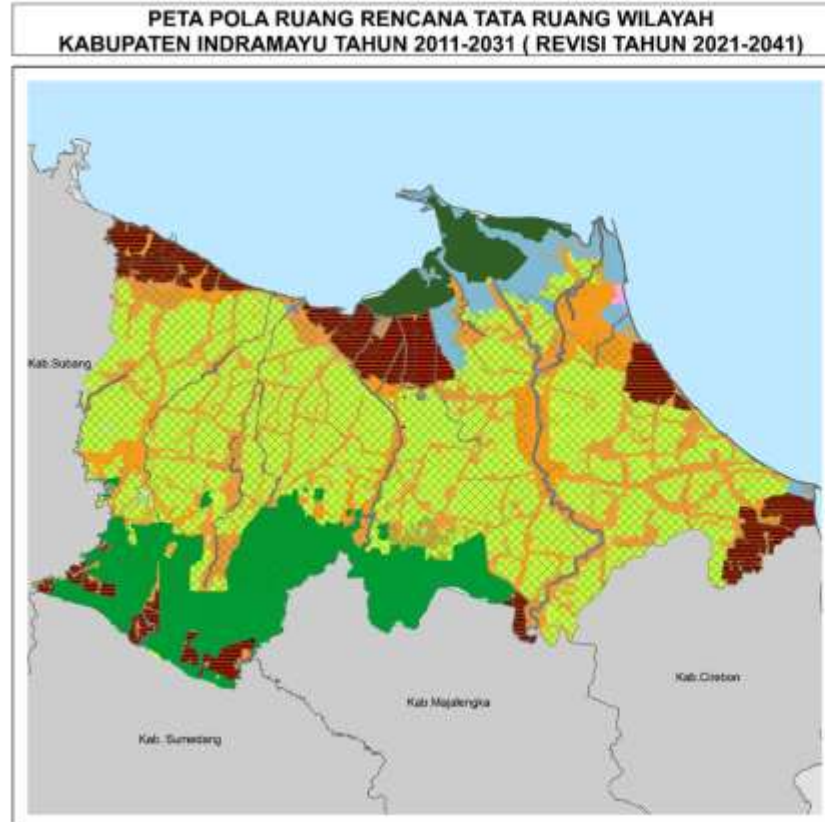 PETA POLA RUANG RENCANA TATA RUANG WILAYAH
KABUPATEN INDRAMAYU TAHUN 2011-2031 ( REVISI TAHUN 2021-2041)
Kab.Subang
Kab.Cirebon
Kab.Majalengka
Kab. Sumedang